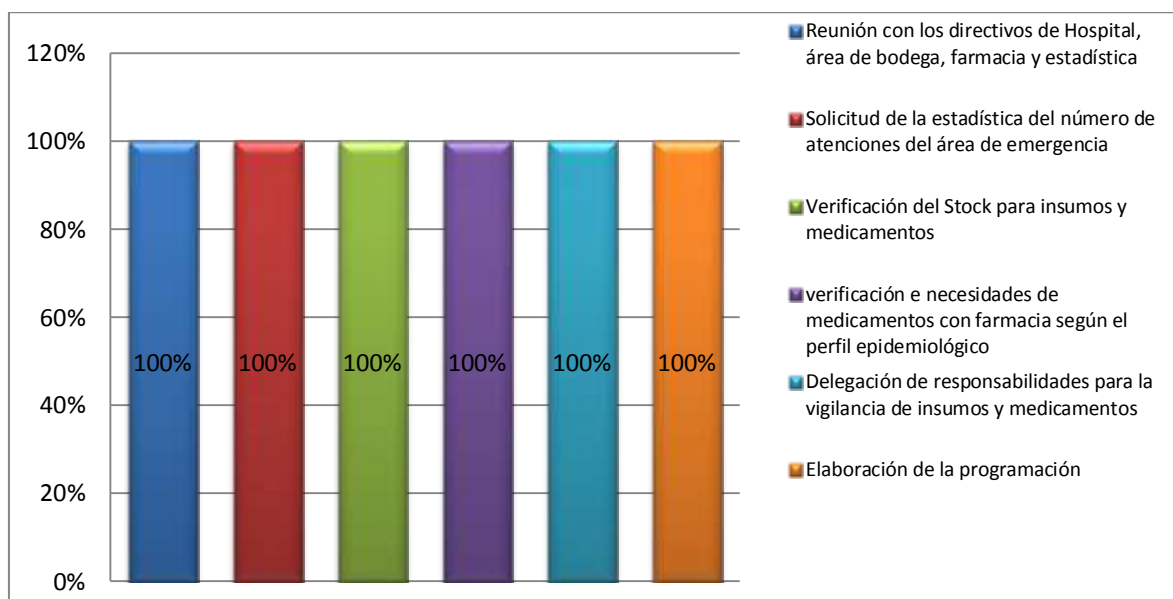 120%
100%
80%
60%
40%
20%
0%
100% 100% 100% 100% 100% 100%
Reunión con los directivos de Hospital,
área de bodega, farmacia y estadística
Solicitud de la estadística del número de
atenciones del área de emergencia
Verificación del Stock para insumos y
medicamentos
verificación e necesidades de
medicamentos con farmacia según el
perfil epidemiológico
Delegación de responsabilidades para la
vigilancia de insumos y medicamentos
Elaboración de la programación